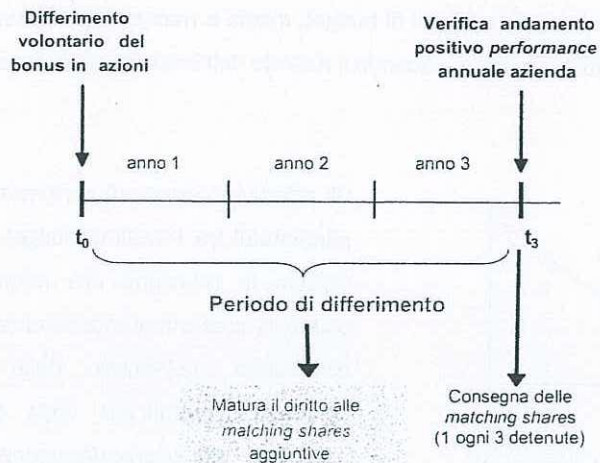 Differimento
volontario del
bonus in azioni
Verifica andamento
positivo performance
annuale azienda
anno 1
anno 2
anno 3
t0
t3
Periodo di differimento
Matura il diritto alle
matching shares
aggiuntive
Consegna delle
matching shares
(1 ogni 3 detenute)